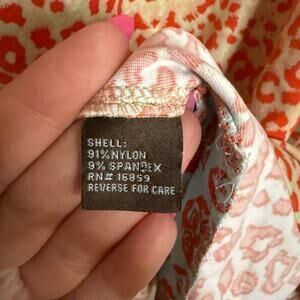 SHELL:
91% NYLON
9% SPANDEX
RN# 16859
REVERSE FOR CARE